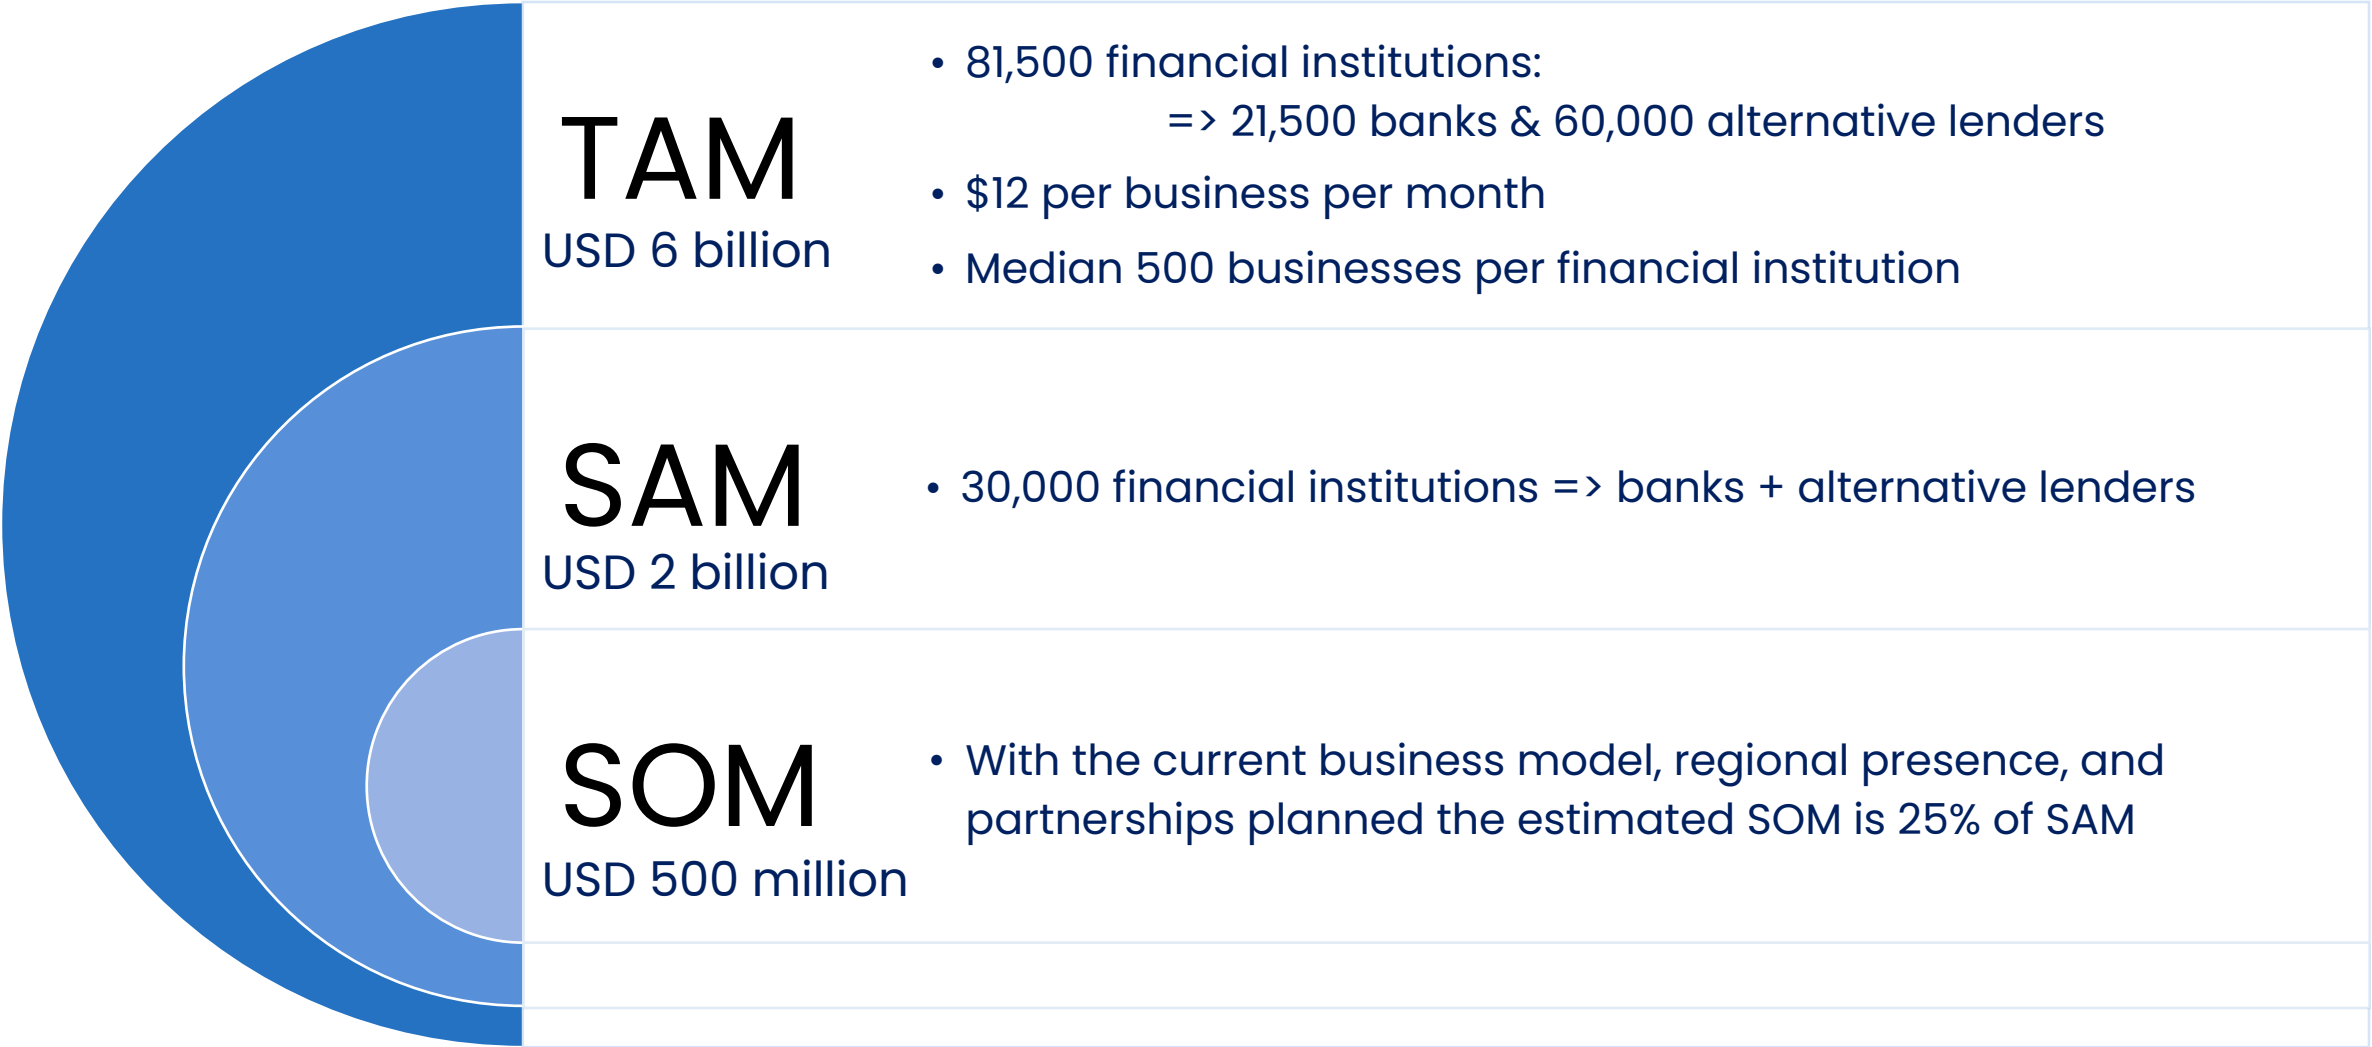 TAM
USD 6 billion
• 81,500 financial institutions:
=> 21,500 banks & 60,000 alternative lenders
• $12 per business per month
• Median 500 businesses per financial institution
SAM
USD 2 billion
• 30,000 financial institutions => banks + alternative lenders
SOM
USD 500 million
• With the current business model, regional presence, and
partnerships planned the estimated SOM is 25% of SAM